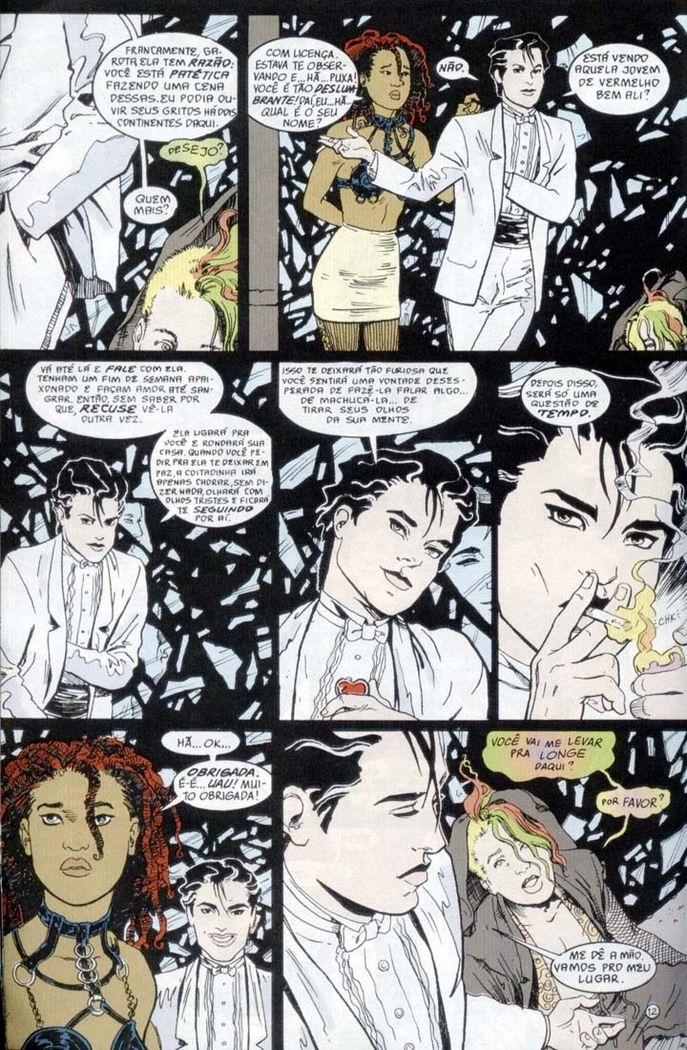 FRANCAMENTE, GA-
ROTA, ELA TEM RAZÃO:
VOCÊ ESTÁ PATÉTICA
FAZENDO UMA CENA
DESSAS. EU PODIA OU-
VIR SEUS GRITOS HÁ DOIS
CONTINENTES DAQUI.
DESEJO?
QUEM
MAIS?
COM LICENÇA,
ESTAVA TE OBSER-
VANDO E...HÃ...PUXA!
VOCÊ É TÃO DESLUM
BRANTE! DAÍ, EU...HÃ...
QUAL É O SEU
NOME?
NÃO.
ESTÁ VENDO
AQUELA JOVEM
DE VERMELHO
BEM ALI?
VÁ ATÉ LÁ E FALE COM ELA.
TENHAM UM FIM DE SEMANA APAI-
XONADO E FAÇAM AMOR ATÉ SAN-
GRAR. ENTÃO, SEM SABER POR
QUE, RECUSE VÊ-LA
OUTRA VEZ.
ELA LIGARÁ PRA
VOCÊ E RONDARÁ SUA
CASA. QUANDO VOCÊ PE-
DIR PRA ELA TE DEIXAR EM
PAZ, A COITADINHA IRÁ
APENAS CHORAR, SEM DI-
ZER NADA, OLHARÁ COM
OLHOS TRISTES E FICARÁ
TE SEGUINDO
POR AÍ.
ISSO TE DEIXARÁ TÃO FURIOSA QUE
VOCÊ SENTIRÁ UMA VONTADE DESES-
PERADA DE FAZÊ-LA FALAR ALGO...
DE MACHUCÁ-LA... DE
TIRAR SEUS OLHOS
DA SUA MENTE.
DEPOIS DISSO,
SERÁ SÓ UMA
QUESTÃO DE
TEMPO.
CHK
HÃ... OK...
OBRIGADA.
É-É... UAU! MUI-
TO OBRIGADA!
VOCÊ VAI ME LEVAR
PRA LONGE
DAQUI?
POR FAVOR?
ME DÊ A MÃO,
VAMOS PRO MEU
LUGAR.
12